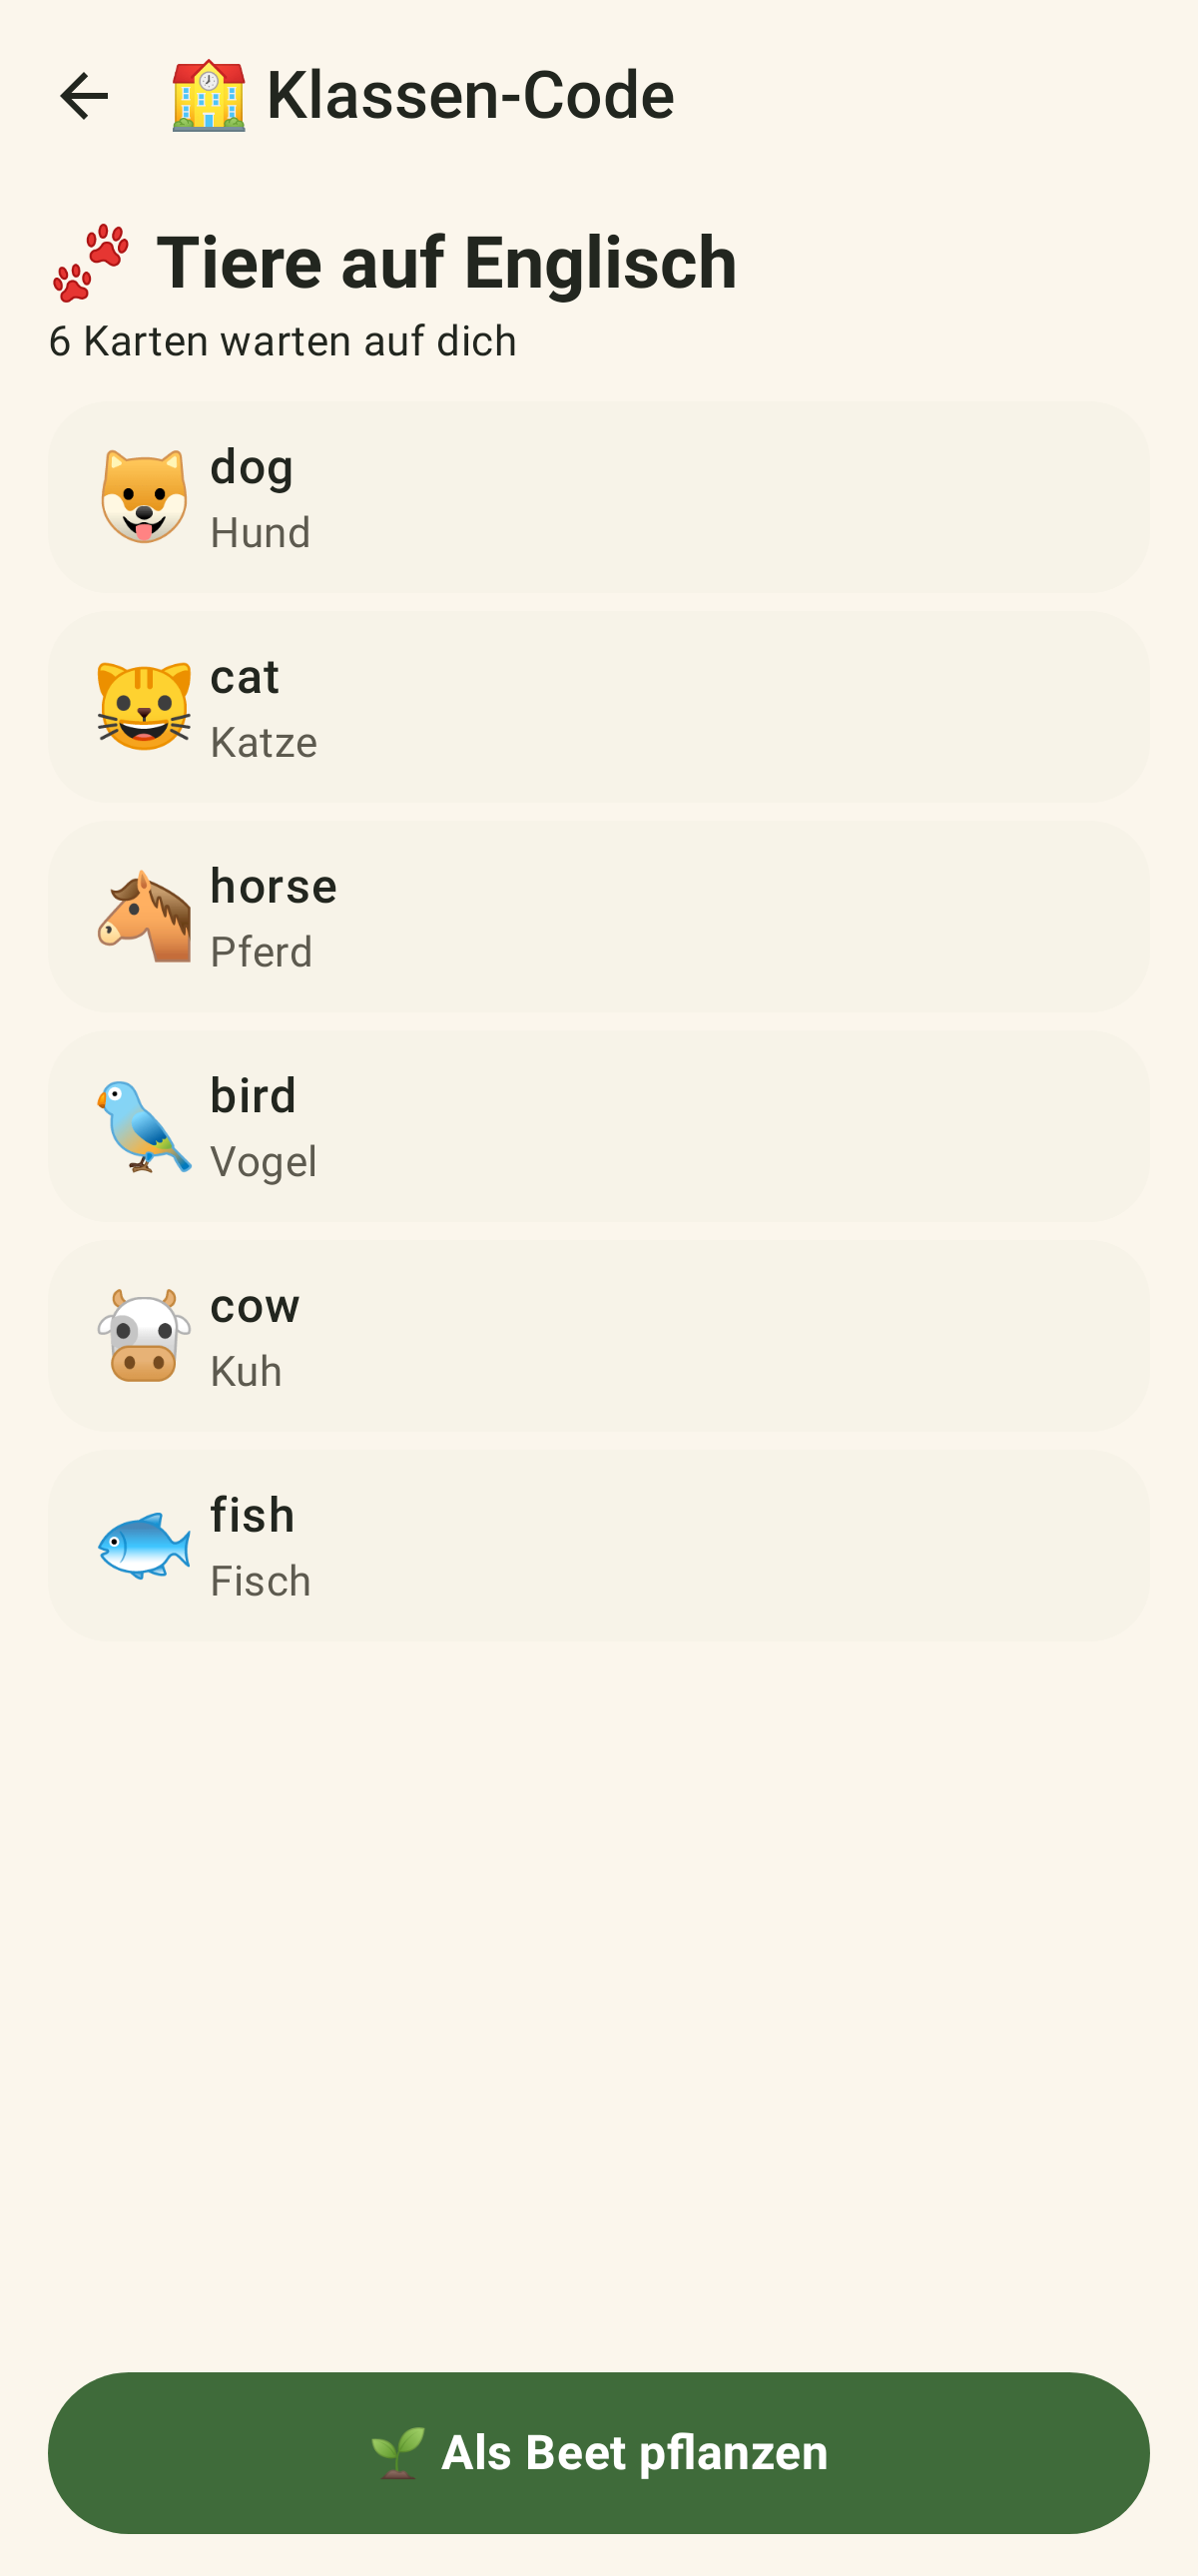 Klassen-Code
Tiere auf Englisch
6 Karten warten auf dich
dog
Hund
cat
Katze
horse
Pferd
bird
Vogel
cow
Kuh
fish
Fisch
Als Beet pflanzen